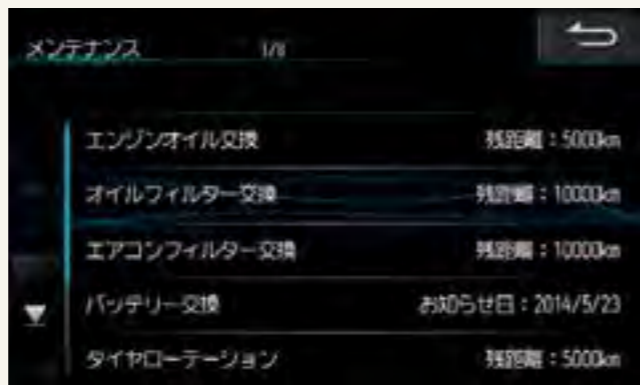 メンテナンス 1/8
エンジンオイル交換 残距離：5000km
オイルフィルター交換 残距離：10000km
エアコンフィルター交換 残距離：10000km
バッテリー交換 お知らせ日：2014/5/23
タイヤローテーション 残距離：5000km